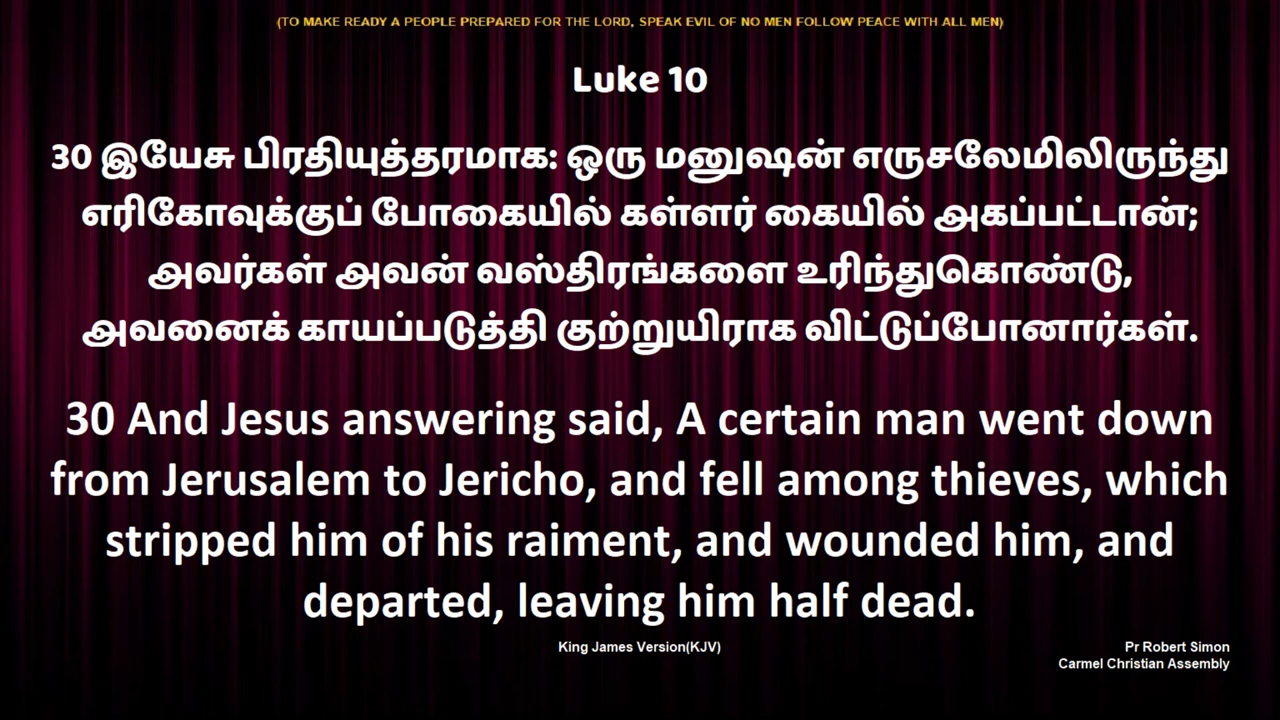 (TO MAKE READY A PEOPLE PREPARED FOR THE LORD, SPEAK EVIL OF NO MEN FOLLOW PEACE WITH ALL MEN)
Luke 10
30 இயேசு பிரதியுத்தரமாக: ஒரு மனுஷன் எருசலேமிலிருந்து
எரிகோவுக்குப் போகையில் கள்ளர் கையில் அகப்பட்டான்;
அவர்கள் அவன் வஸ்திரங்களை உரிந்துகொண்டு,
அவனைக் காயப்படுத்தி குற்றுயிராக விட்டுப்போனார்கள்.
30 And Jesus answering said, A certain man went down
from Jerusalem to Jericho, and fell among thieves, which
stripped him of his raiment, and wounded him, and
departed, leaving him half dead.
King James Version(KJV)
Pr Robert Simon
Carmel Christian Assembly